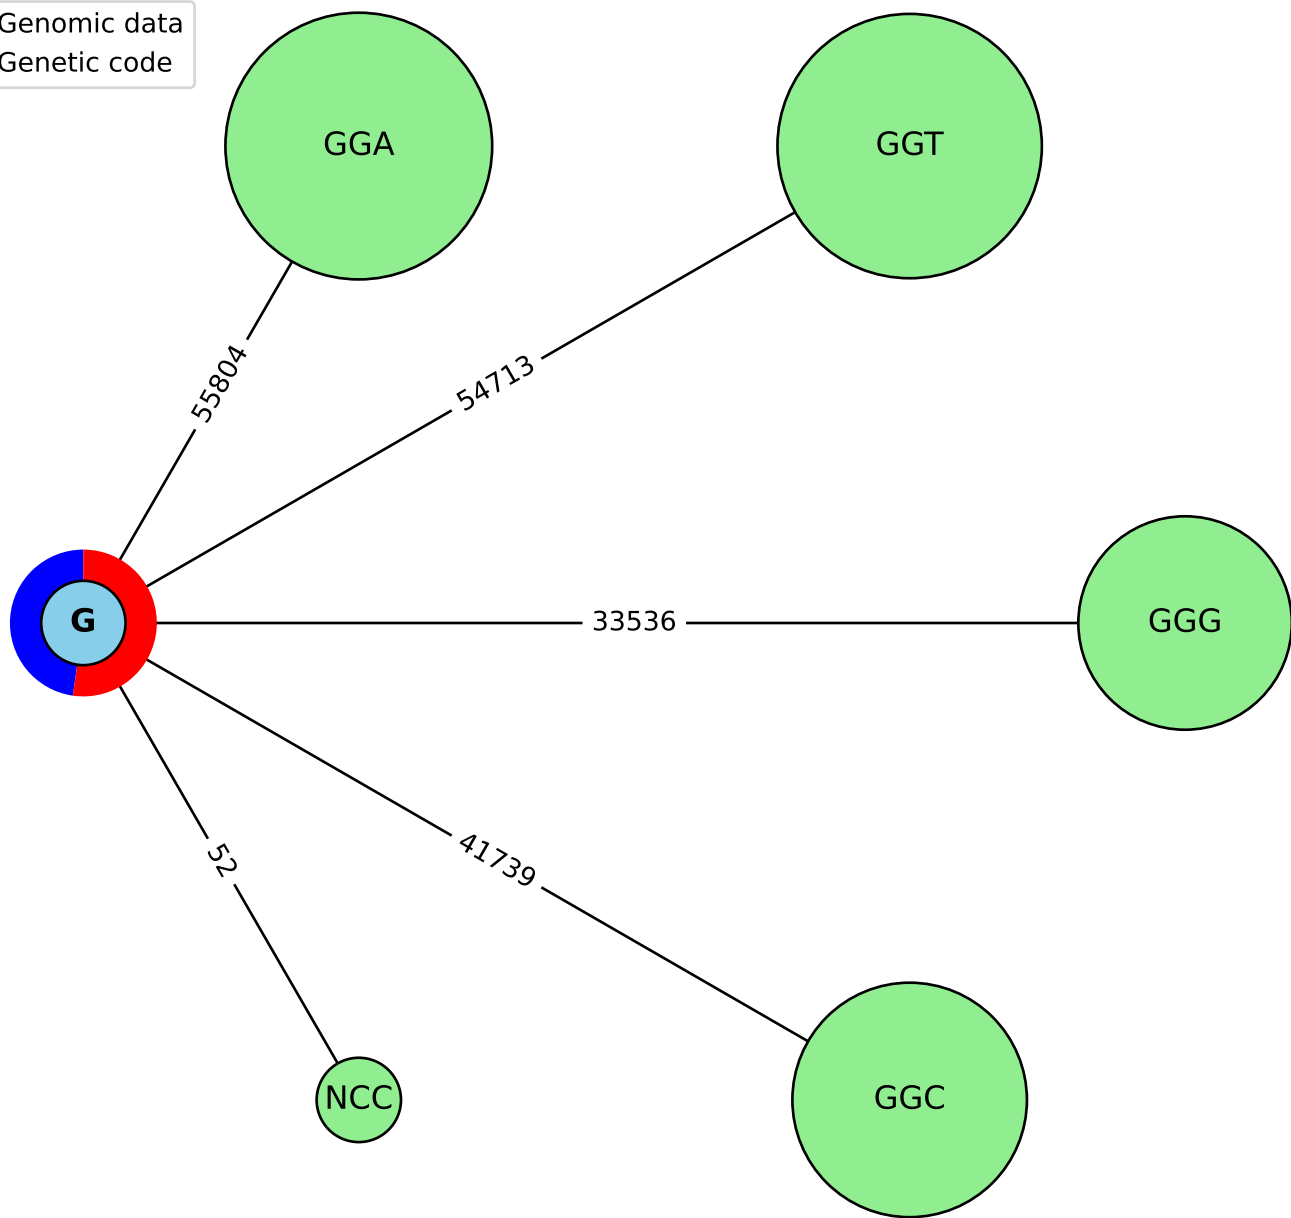 Genomic data
Genetic code
GGA
GGT
55804
54713
G
33536
GGG
52
41739
NCC
GGC